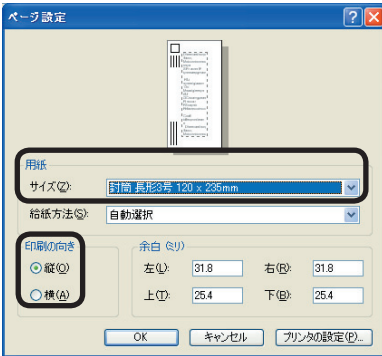 ページ設定
用紙
サイズ(Z): 封筒 長形3号 120 x 235mm
給紙方法(S): 自動選択
印刷の向き
縦(O)
横(A)
余白(ミリ)
左(L): 31.8 右(R): 31.8
上(T): 25.4 下(B): 25.4
OK キャンセル プリンタの設定(P)...